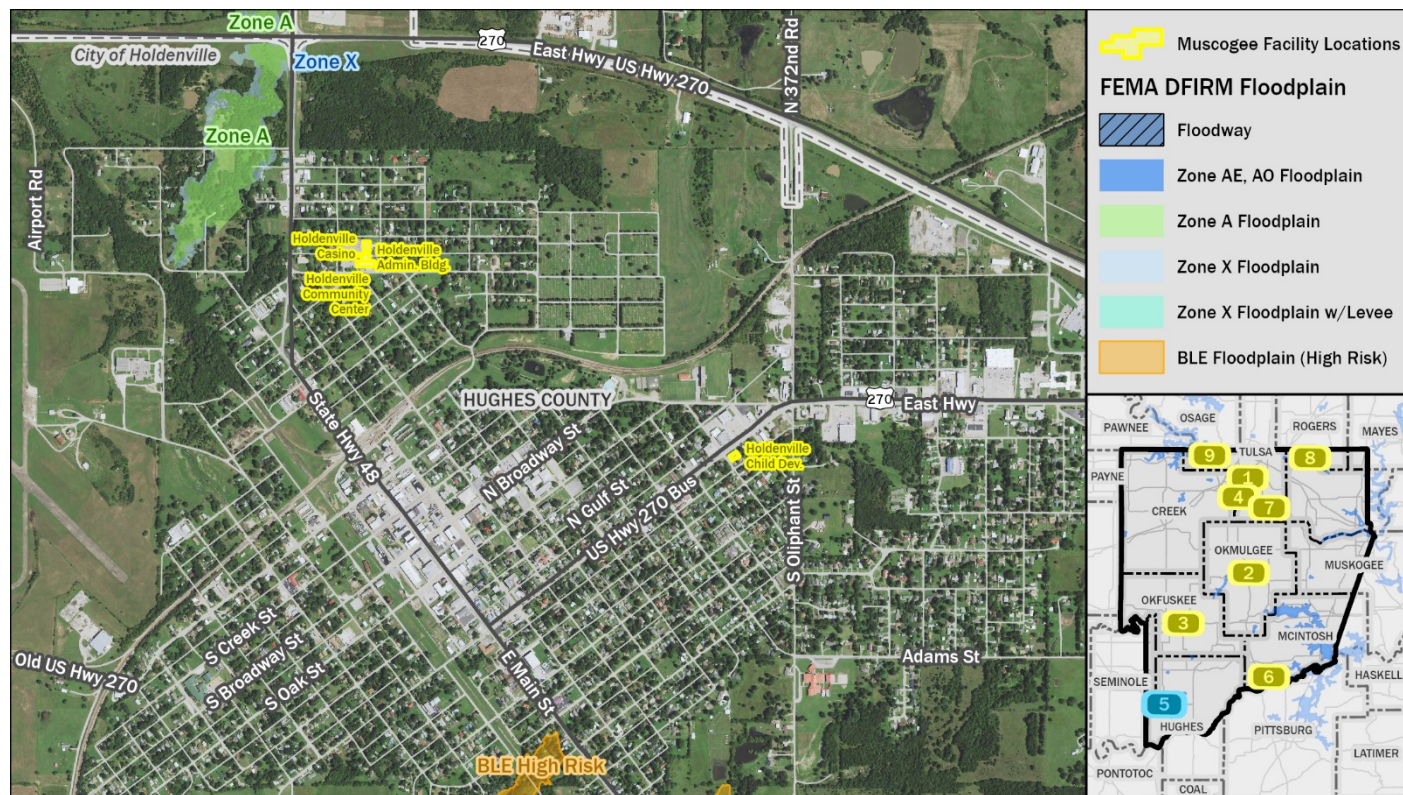 Zone A
City of Holdenville
Zone X
270
East Hwy US Hwy 270
N 372nd Rd
Zone A
Airport Rd
Holdenville
Casino
Holdenville
Admin. Bldg.
Holdenville
Community
Center
State Hwy 48
HUGHES COUNTY
270
East Hwy
N Broadway St
N Gulf St
US Hwy 270 Bus
Holdenville
Child Dev.
S Oliphant St
S Creek St
S Broadway St
S Oak St
Old US Hwy 270
E Main St
Adams St
BLE High Risk
Muscogee Facility Locations
FEMA DFIRM Floodplain
Floodway
Zone AE, AO Floodplain
Zone A Floodplain
Zone X Floodplain
Zone X Floodplain w/Levee
BLE Floodplain (High Risk)
OSAGE
PAWNEE
ROGERS
MAYES
9
TULSA
8
PAYNE
1
4
7
CREEK
OKMULGEE
2
MUSKOGEE
OKFUSKEE
3
MCINTOSH
SEMINOLE
6
HASKELL
5
HUGHES
PITTSBURG
LATIMER
PONTOTOC
COAL